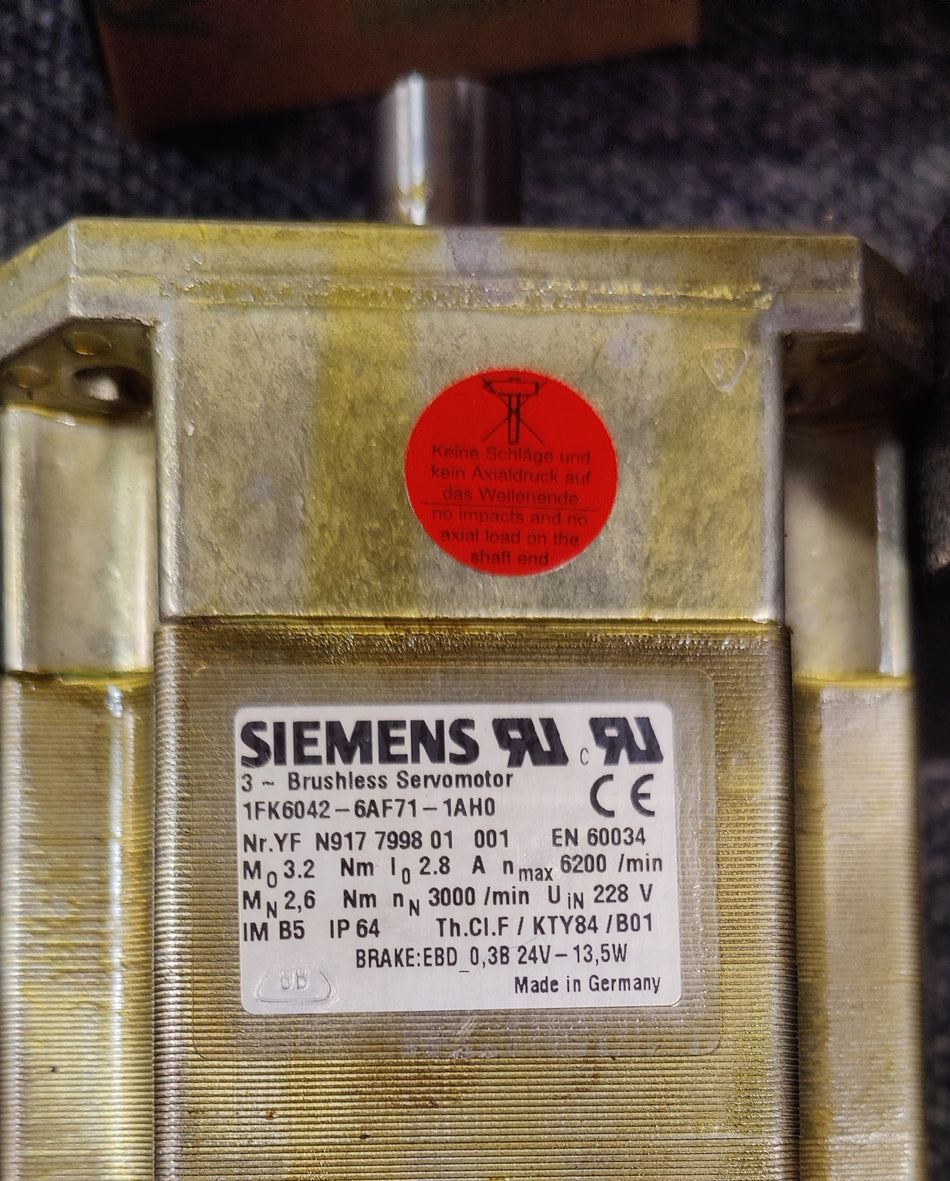 Keine Schläge und
kein Axialdruck auf
das Wellenende
no impacts and no
axial load on the
shaft end
SIEMENS RU c RU
3 ~ Brushless Servomotor
1FK6042-6AF71-1AH0 CE
Nr.YF N917 7998 01 001 EN 60034
M0 3.2 Nm I0 2.8 A nmax 6200 /min
MN 2,6 Nm nN 3000 /min UiN 228 V
IM B5 IP 64 Th.Cl.F / KTY84 /B01
BRAKE:EBD_0,3B 24V-13,5W
Made in Germany